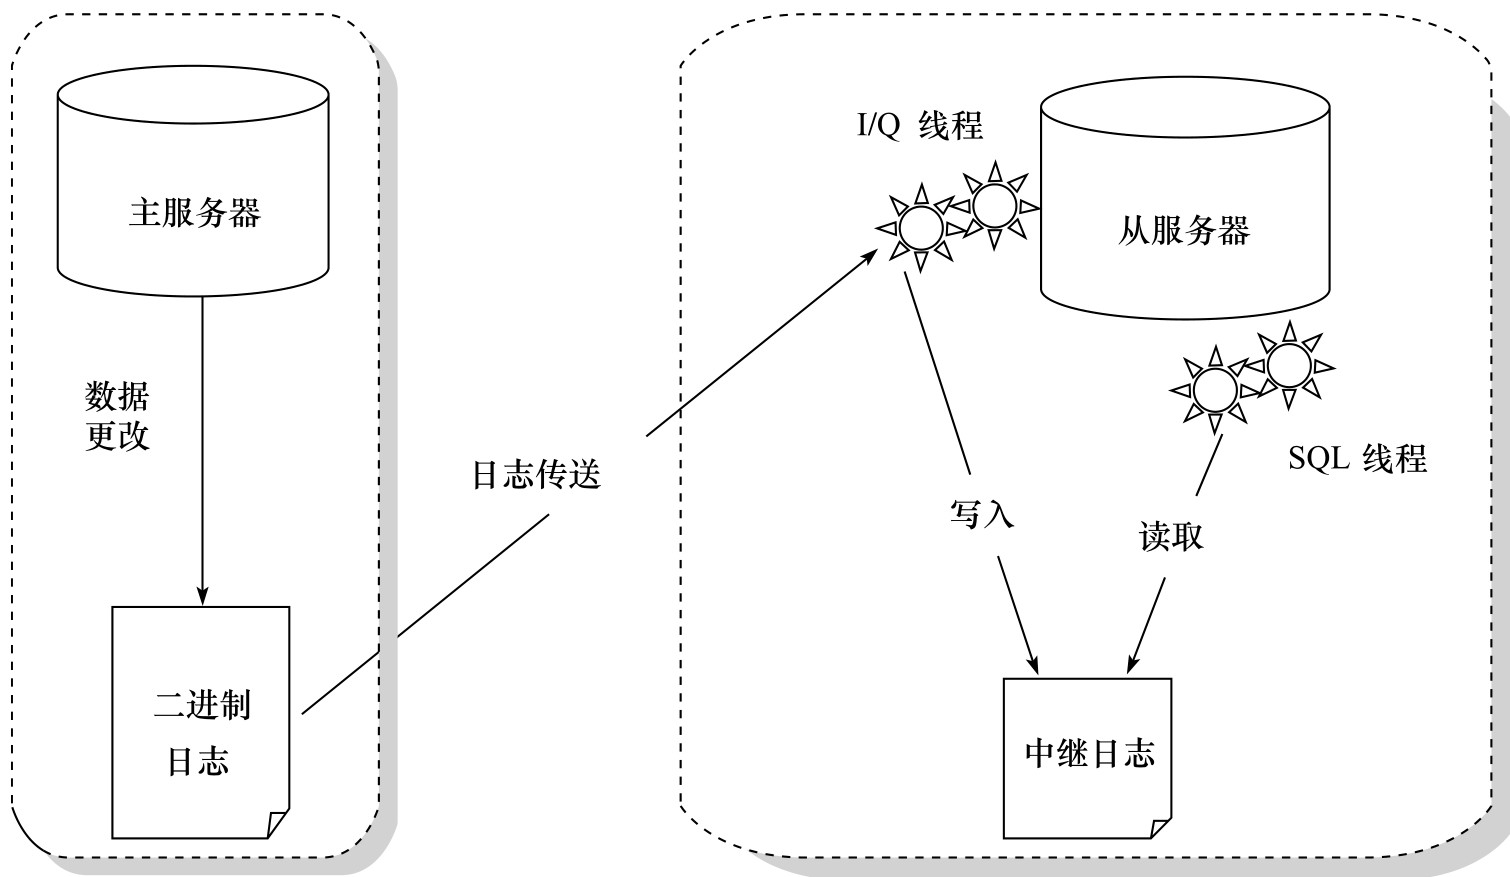 主服务器
数据
更改
二进制
日志
日志传送
I/Q 线程
从服务器
SQL 线程
写入
读取
中继日志